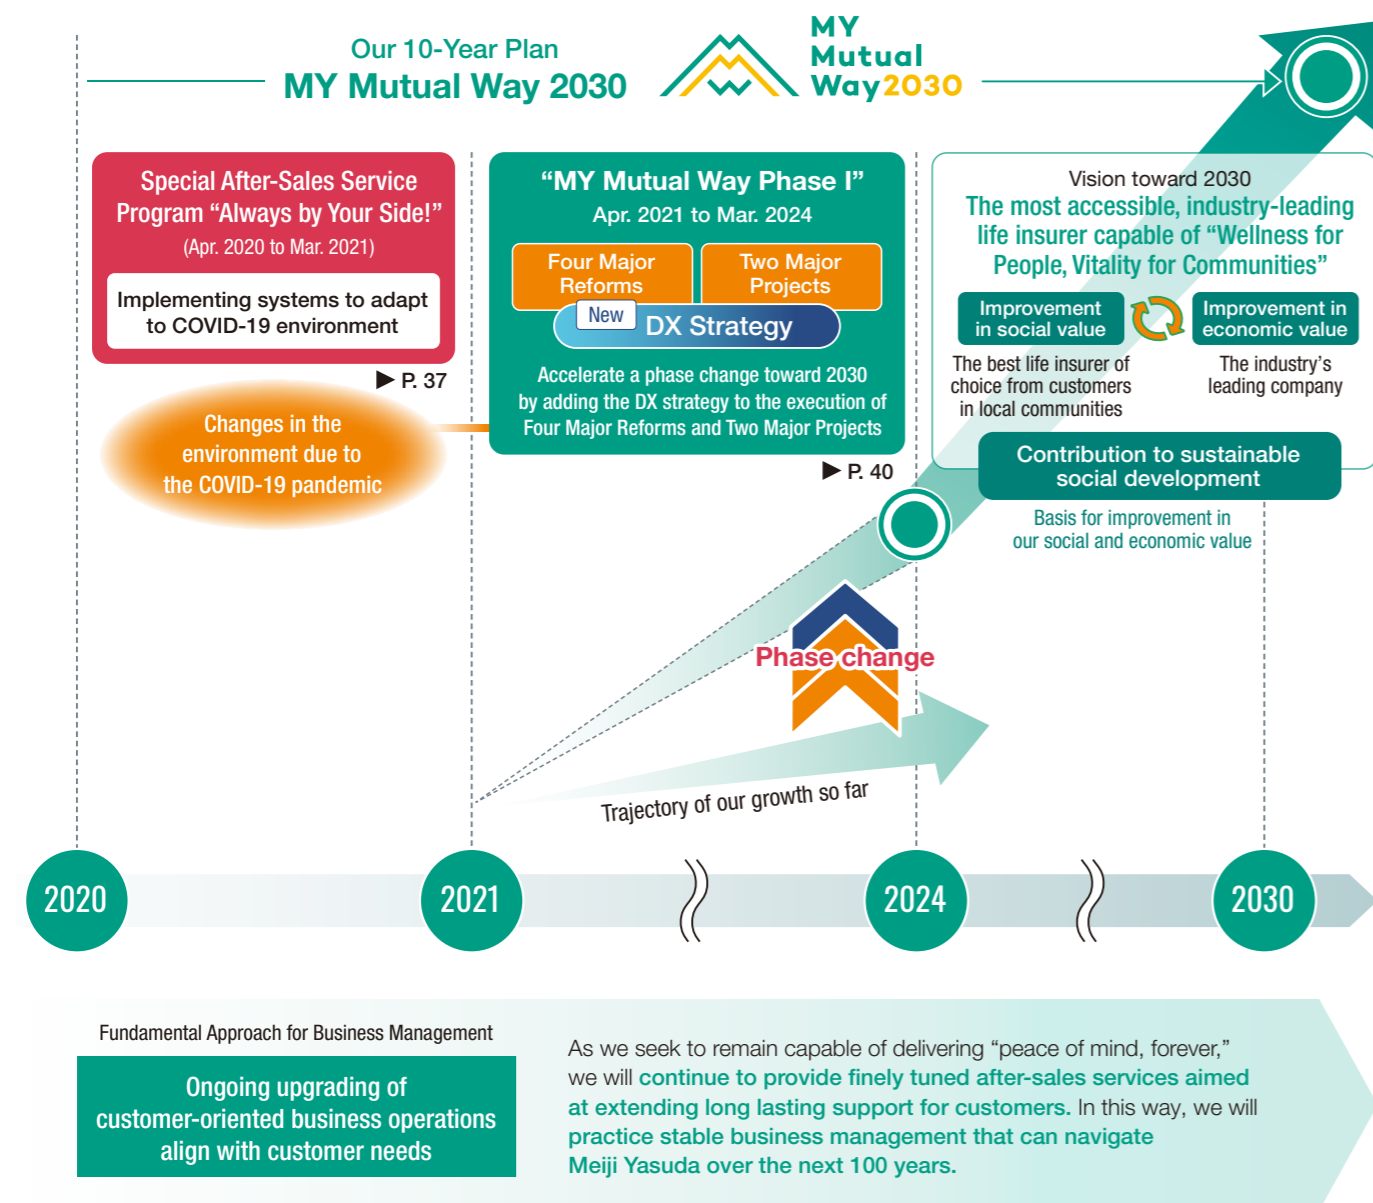 Our 10-Year Plan
MY Mutual Way 2030
MY
Mutual
Way2030
Special After-Sales Service
Program “Always by Your Side!”
(Apr. 2020 to Mar. 2021)
Implementing systems to adapt
to COVID-19 environment
▶ P. 37
Changes in the
environment due to
the COVID-19 pandemic
“MY Mutual Way Phase I”
Apr. 2021 to Mar. 2024
Four Major
Reforms
Two Major
Projects
New
DX Strategy
Accelerate a phase change toward 2030
by adding the DX strategy to the execution of
Four Major Reforms and Two Major Projects
▶ P. 40
Vision toward 2030
The most accessible, industry-leading
life insurer capable of “Wellness for
People, Vitality for Communities”
Improvement
in social value
Improvement in
economic value
The best life insurer of
choice from customers
in local communities
The industry’s
leading company
Contribution to sustainable
social development
Basis for improvement in
our social and economic value
Phase change
Trajectory of our growth so far
2020
2021
2024
2030
Fundamental Approach for Business Management
Ongoing upgrading of
customer-oriented business operations
align with customer needs
As we seek to remain capable of delivering “peace of mind, forever,”
we will continue to provide finely tuned after-sales services aimed
at extending long lasting support for customers. In this way, we will
practice stable business management that can navigate
Meiji Yasuda over the next 100 years.